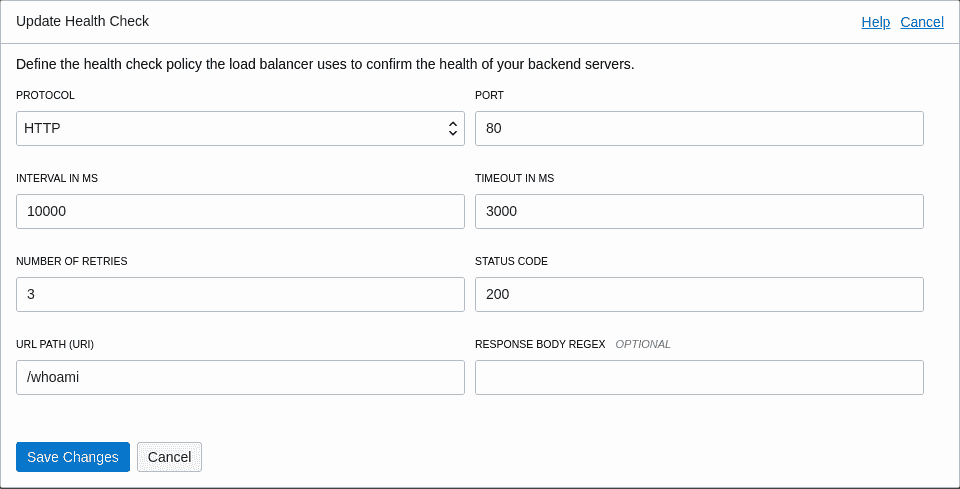 Update Health Check
Help Cancel
Define the health check policy the load balancer uses to confirm the health of your backend servers.
PROTOCOL PORT
HTTP 80
INTERVAL IN MS TIMEOUT IN MS
10000 3000
NUMBER OF RETRIES STATUS CODE
3 200
URL PATH (URI) RESPONSE BODY REGEX OPTIONAL
/whoami
Save Changes Cancel